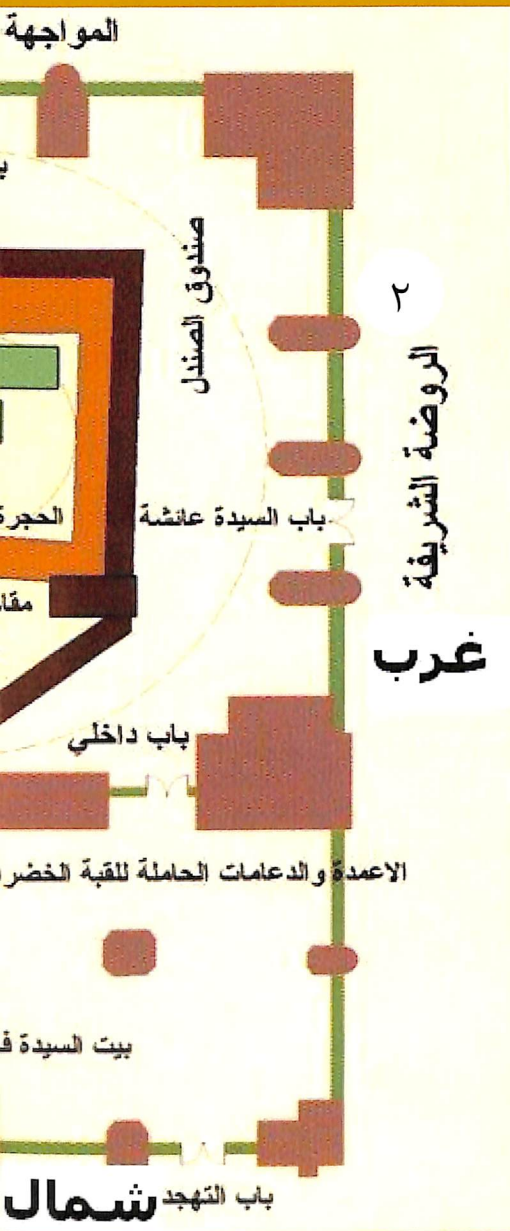 المواجهة
صندوق الصندل
٢
الروضة الشريفة
باب السيدة عائشة
الحجرة
غرب
باب داخلي
الاعمدة والدعامات الحاملة للقبة
بيت السيدة
باب التهجد
شمال